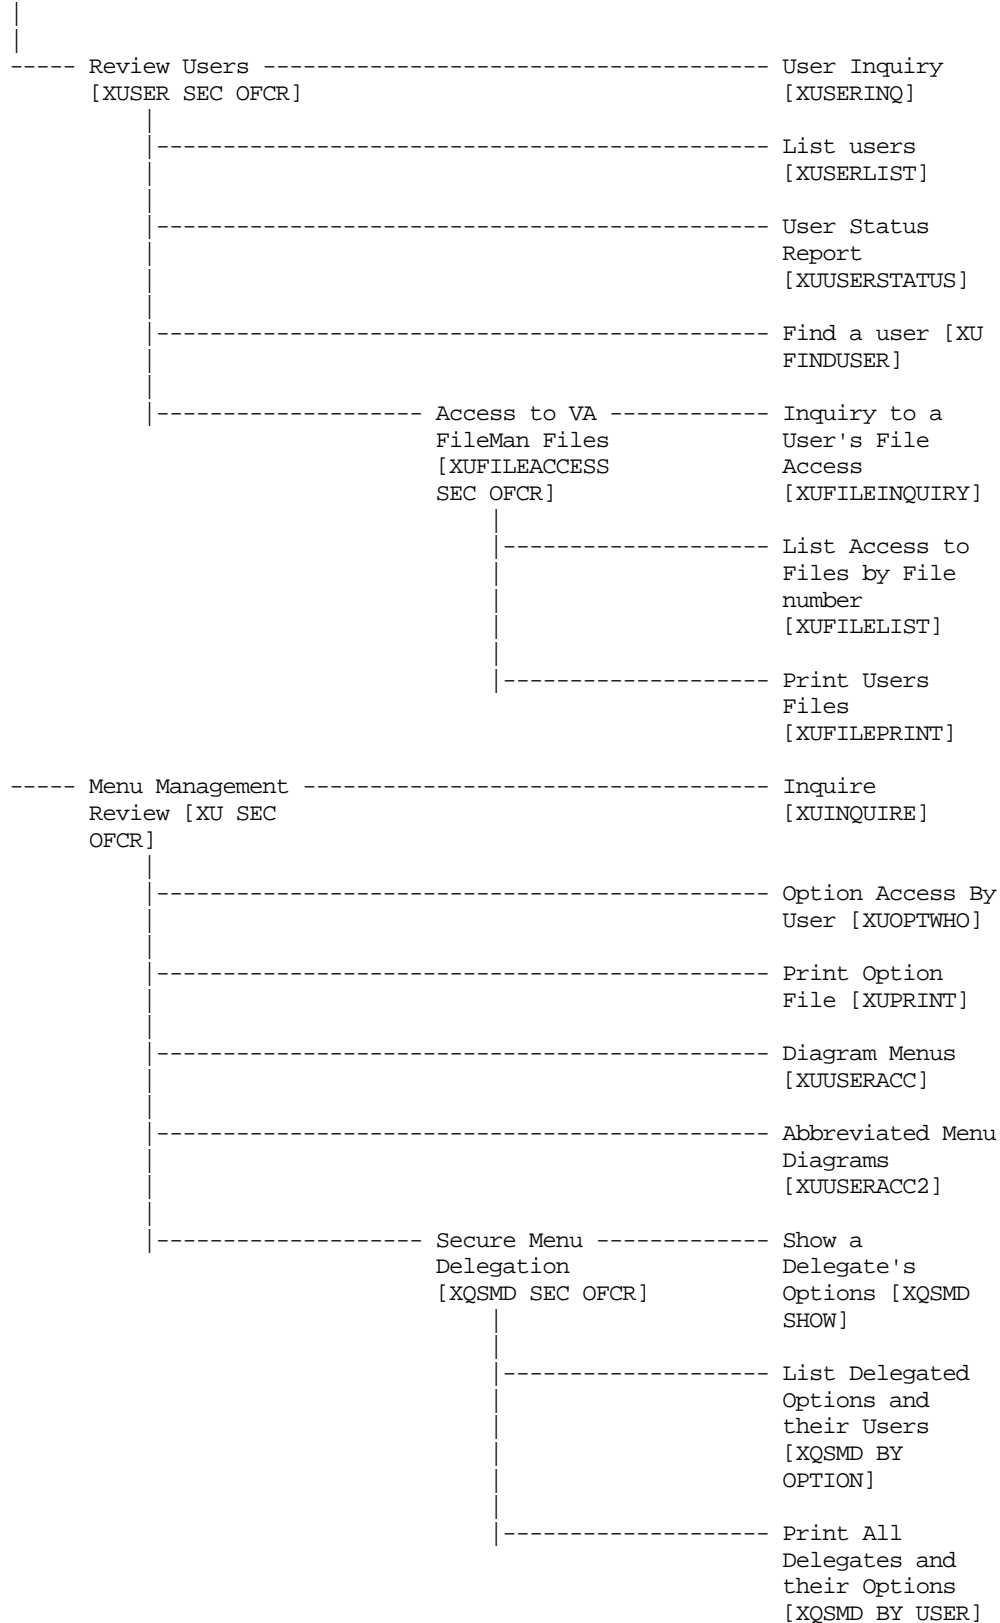 Review Users
[XUSER SEC OFCR]
User Inquiry
[XUSERINQ]
List users
[XUSERLIST]
User Status
Report
[XUUSERSTATUS]
Find a user [XU
FINDUSER]
Access to VA
FileMan Files
[XUFILEACCESS
SEC OFCR]
Inquiry to a
User's File
Access
[XUFILEINQUIRY]
List Access to
Files by File
number
[XUFILELIST]
Print Users
Files
[XUFILEPRINT]
Menu Management
Review [XU SEC
OFCR]
Inquire
[XUINQUIRE]
Option Access By
User [XUOPTWHO]
Print Option
File [XUPRINT]
Diagram Menus
[XUUSERACC]
Abbreviated Menu
Diagrams
[XUUSERACC2]
Secure Menu
Delegation
[XQSMD SEC OFCR]
Show a
Delegate's
Options [XQSMD
SHOW]
List Delegated
Options and
their Users
[XQSMD BY
OPTION]
Print All
Delegates and
their Options
[XQSMD BY USER]